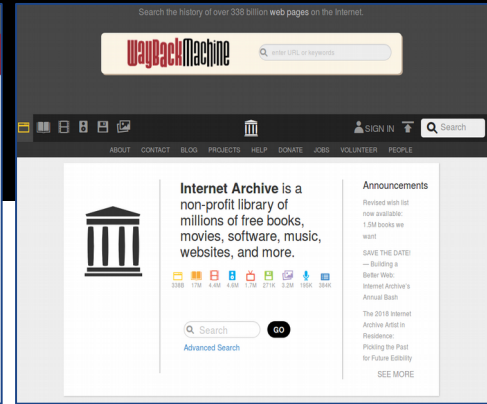 Search the history of over 338 billion web pages on the Internet.
WayBackMachine
enter URL or keywords
SIGN IN
Search
ABOUT CONTACT BLOG PROJECTS HELP DONATE JOBS VOLUNTEER PEOPLE
Internet Archive is a
non-profit library of
millions of free books,
movies, software, music,
websites, and more.
338B 17M 4.4M 4.6M 1.7M 271K 3.2M 195K 384K
Search
GO
Advanced Search
Announcements
Revised wish list
now available:
1.5M books we
want
SAVE THE DATE!
— Building a
Better Web:
Internet Archive's
Annual Bash
The 2018 Internet
Archive Artist in
Residence:
Pickling the Past
for Future Edibility
SEE MORE